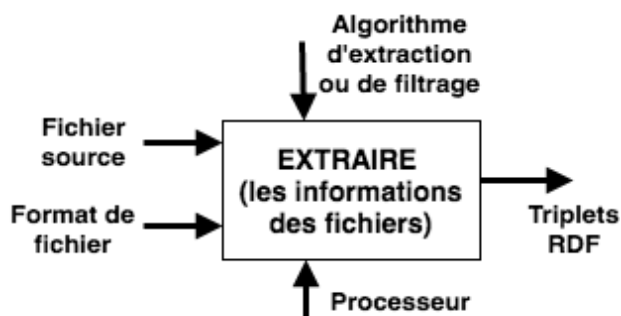 Algorithme
d'extraction
ou de filtrage
Fichier
source
EXTRAIRE
(les informations
des fichiers)
Format de
fichier
Triplets
RDF
Processeur